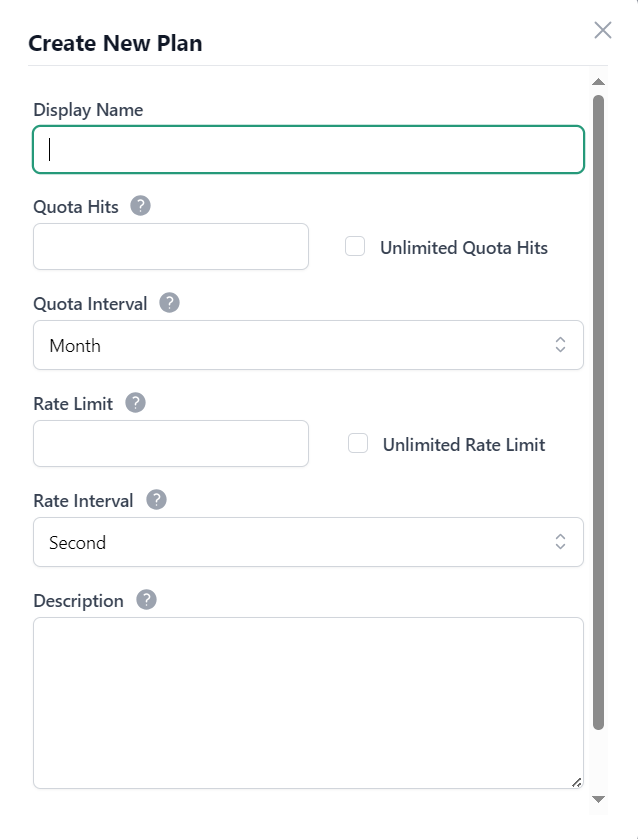 Create New Plan
Display Name
Quota Hits ?
Unlimited Quota Hits
Quota Interval ?
Month
Rate Limit ?
Unlimited Rate Limit
Rate Interval ?
Second
Description ?